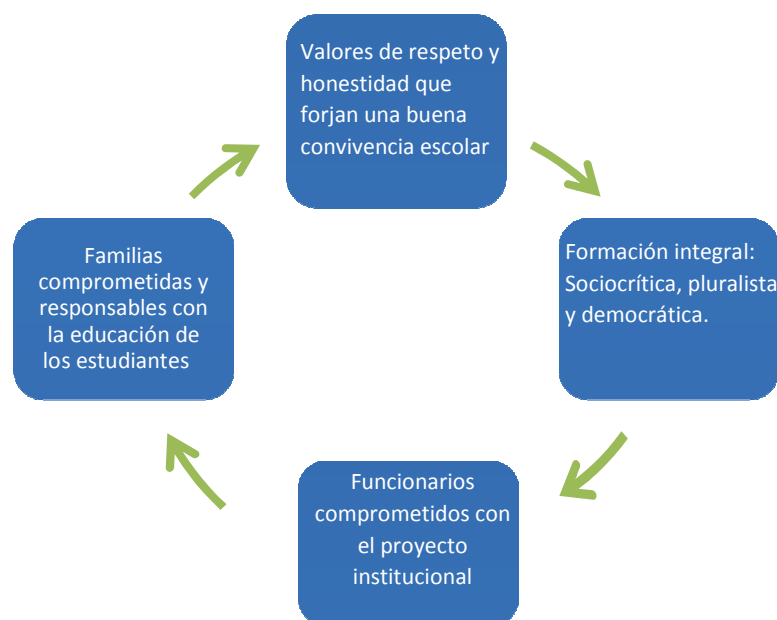 Valores de respeto y
honestidad que
forjan una buena
convivencia escolar
Formación integral:
Sociocrítica, pluralista
y democrática.
Funcionarios
comprometidos con
el proyecto
institucional
Familias
comprometidas y
responsables con
la educación de
los estudiantes